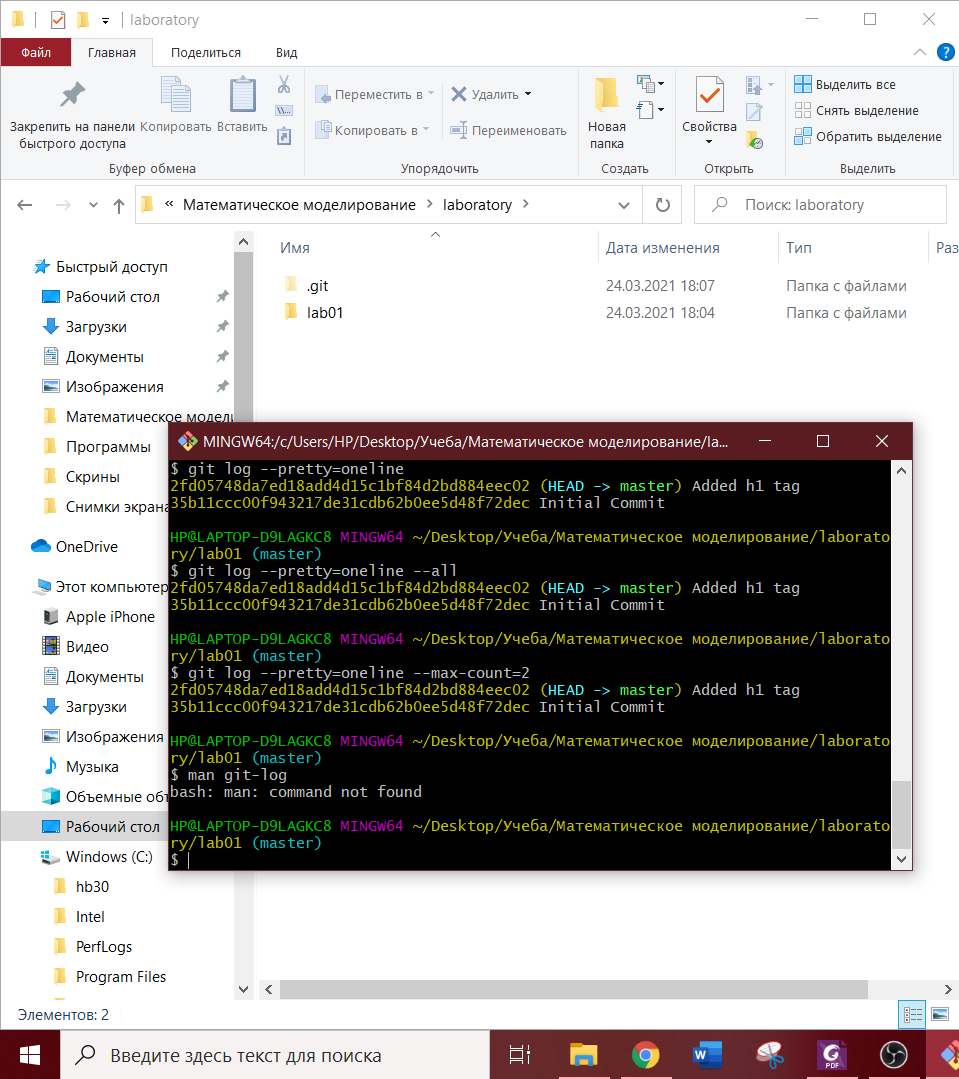 laboratory
Файл
Главная
Поделиться
Вид
Закрепить на панели
быстрого доступа
Копировать
Вставить
Буфер обмена
Переместить в
Копировать в
Удалить
Переименовать
Упорядочить
Новая
папка
Создать
Свойства
Открыть
Выделить все
Снять выделение
Обратить выделение
Выделить
« Математическое моделирование > laboratory >
Поиск: laboratory
Имя
Дата изменения
Тип
Раз
.git 24.03.2021 18:07 Папка с файлами
lab01 24.03.2021 18:04 Папка с файлами
Быстрый доступ
Рабочий стол
Загрузки
Документы
Изображения
Математическое модели
Программы
Скрины
Снимки экрана
OneDrive
Этот компьютер
Apple iPhone
Видео
Документы
Загрузки
Изображения
Музыка
Объемные объ
Рабочий стол
Windows (C:)
hb30
Intel
PerfLogs
Program Files
MINGW64:/c/Users/HP/Desktop/Учеба/Математическое моделирование/la...
$ git log --pretty=oneline
2fd05748da7ed18add4d15c1bf84d2bd884eec02 (HEAD -> master) Added h1 tag
35b11ccc00f943217de31cdb62b0ee5d48f72dec Initial Commit
HP@LAPTOP-D9LAGKC8 MINGW64 ~/Desktop/Учеба/Математическое моделирование/laborato
ry/lab01 (master)
$ git log --pretty=oneline --all
2fd05748da7ed18add4d15c1bf84d2bd884eec02 (HEAD -> master) Added h1 tag
35b11ccc00f943217de31cdb62b0ee5d48f72dec Initial Commit
HP@LAPTOP-D9LAGKC8 MINGW64 ~/Desktop/Учеба/Математическое моделирование/laborato
ry/lab01 (master)
$ git log --pretty=oneline --max-count=2
2fd05748da7ed18add4d15c1bf84d2bd884eec02 (HEAD -> master) Added h1 tag
35b11ccc00f943217de31cdb62b0ee5d48f72dec Initial Commit
HP@LAPTOP-D9LAGKC8 MINGW64 ~/Desktop/Учеба/Математическое моделирование/laborato
ry/lab01 (master)
$ man git-log
bash: man: command not found
HP@LAPTOP-D9LAGKC8 MINGW64 ~/Desktop/Учеба/Математическое моделирование/laborato
ry/lab01 (master)
$
Элементов: 2
Введите здесь текст для поиска
PDF